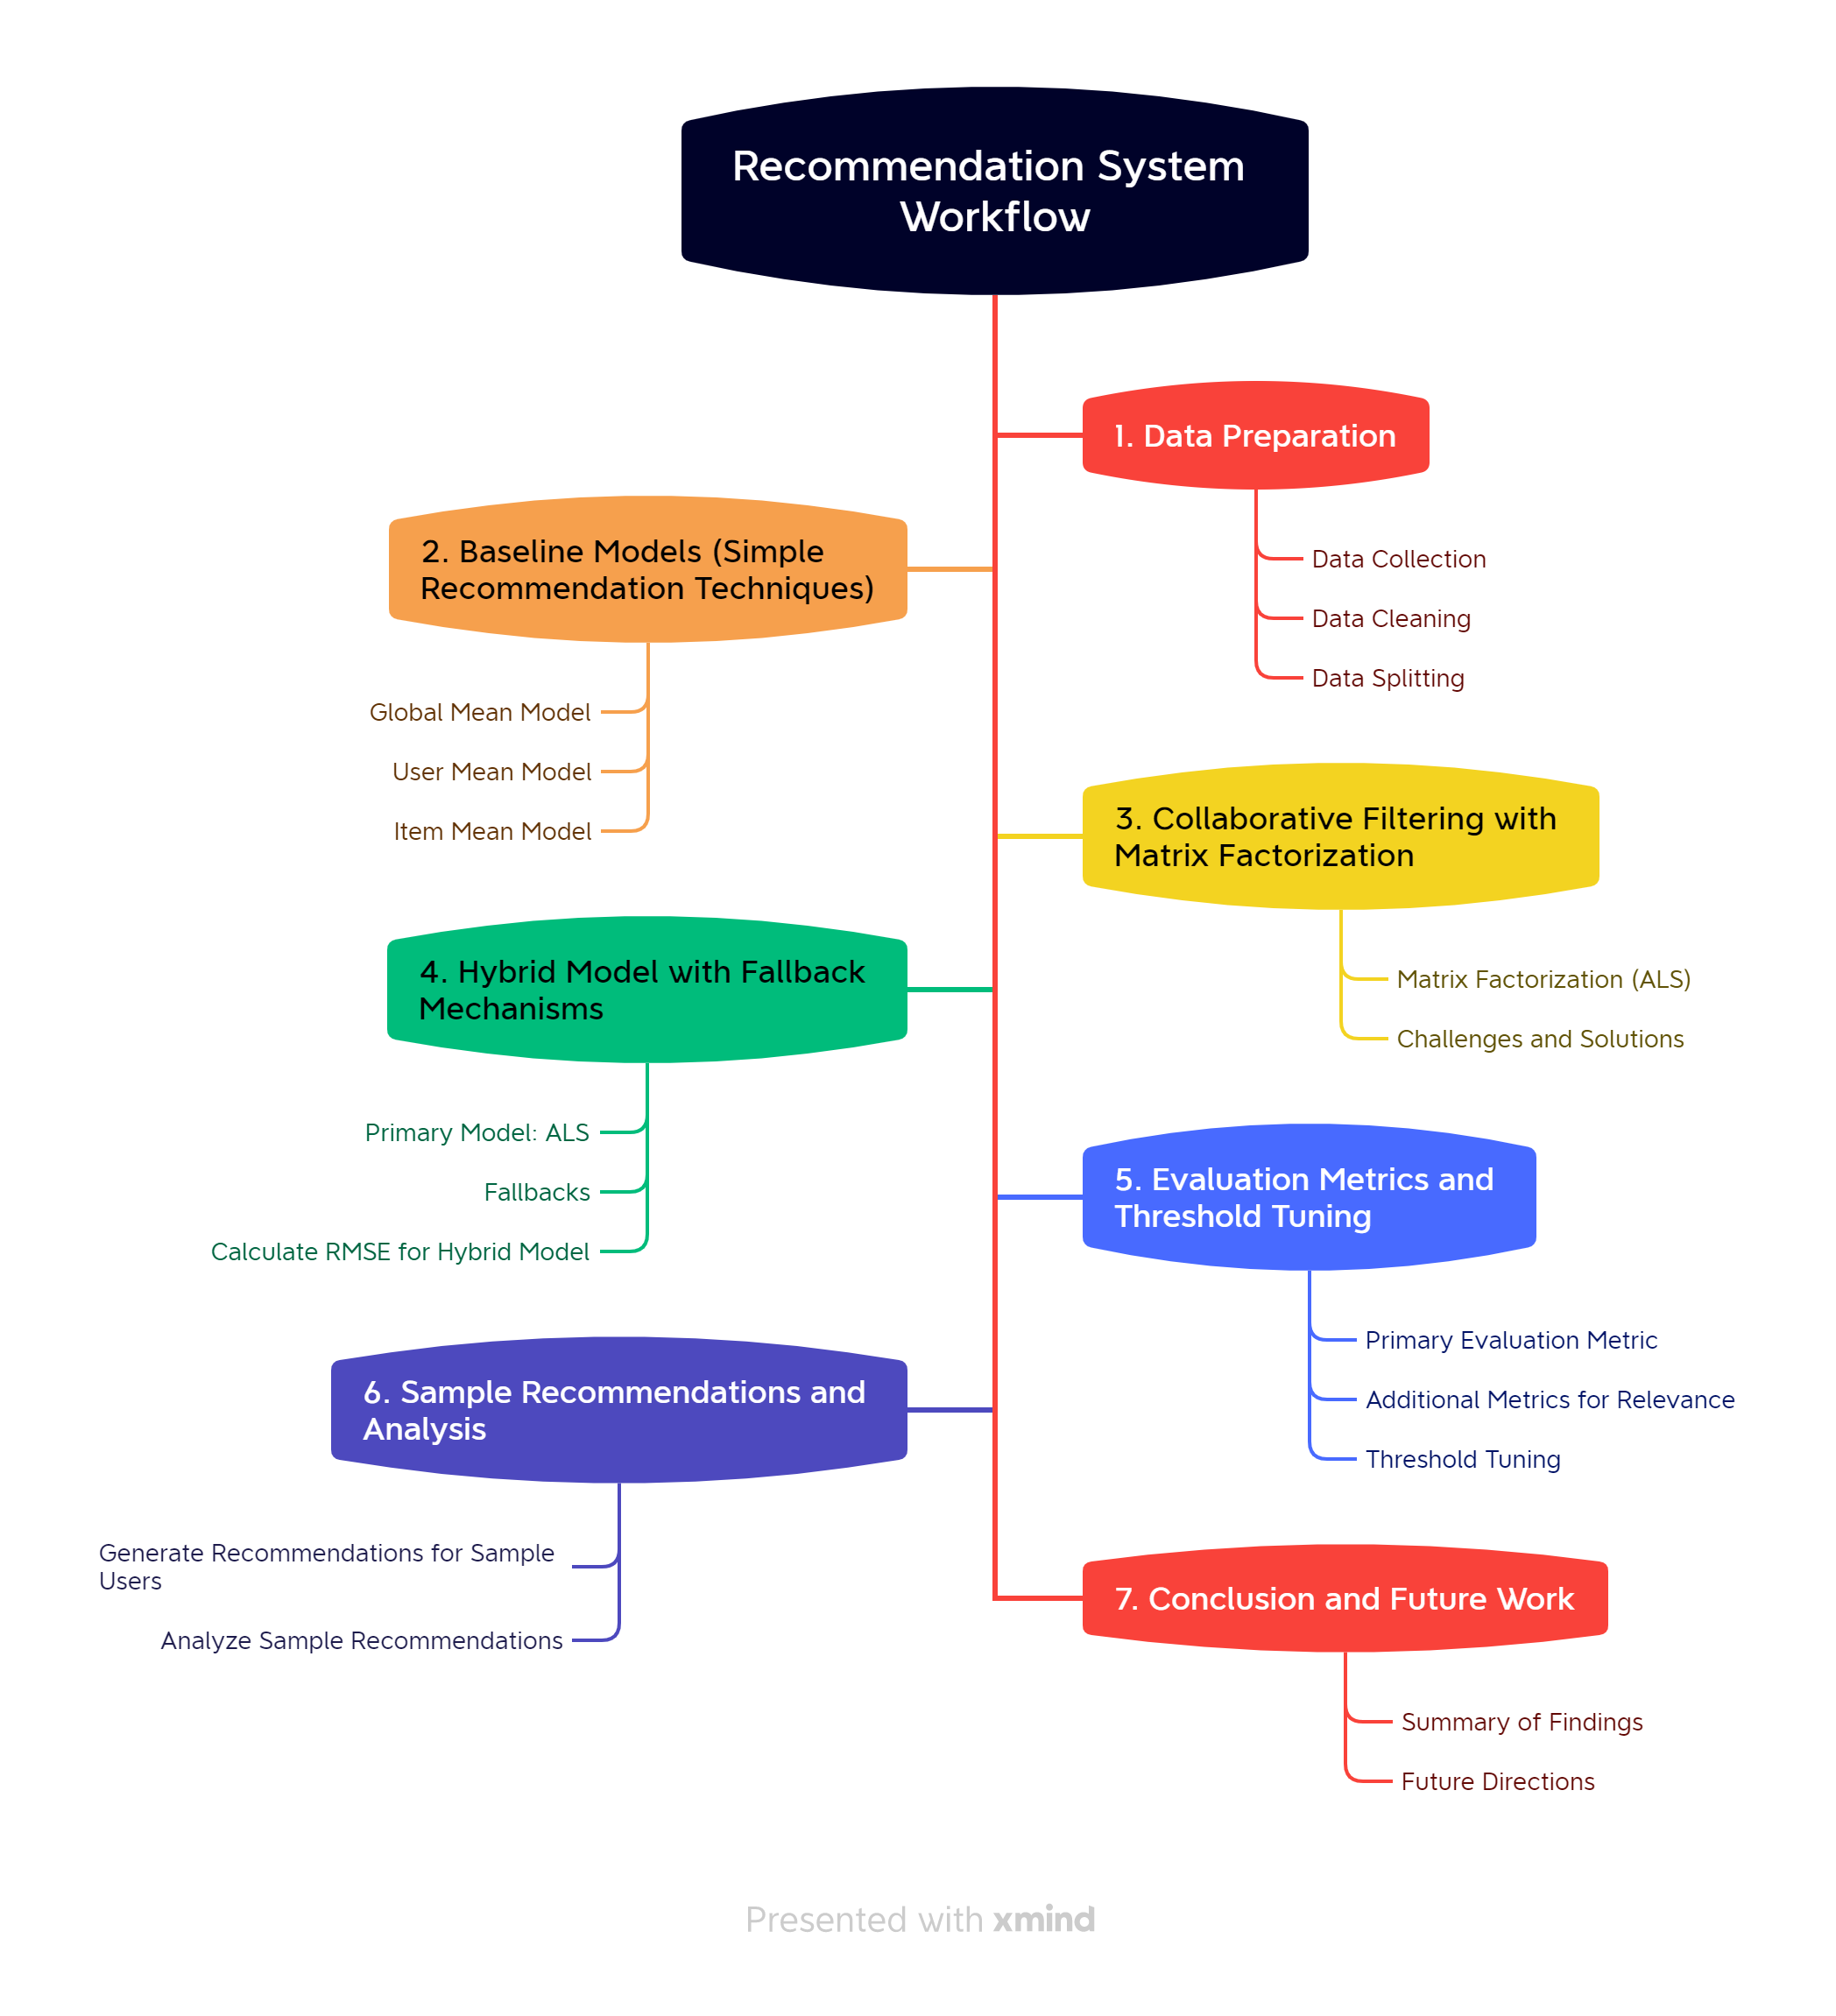 Recommendation System
Workflow
1. Data Preparation
Data Collection
Data Cleaning
Data Splitting
2. Baseline Models (Simple
Recommendation Techniques)
Global Mean Model
User Mean Model
Item Mean Model
3. Collaborative Filtering with
Matrix Factorization
Matrix Factorization (ALS)
Challenges and Solutions
4. Hybrid Model with Fallback
Mechanisms
Primary Model: ALS
Fallbacks
Calculate RMSE for Hybrid Model
5. Evaluation Metrics and
Threshold Tuning
Primary Evaluation Metric
Additional Metrics for Relevance
Threshold Tuning
6. Sample Recommendations and
Analysis
Generate Recommendations for Sample
Users
Analyze Sample Recommendations
7. Conclusion and Future Work
Summary of Findings
Future Directions
Presented with xmind